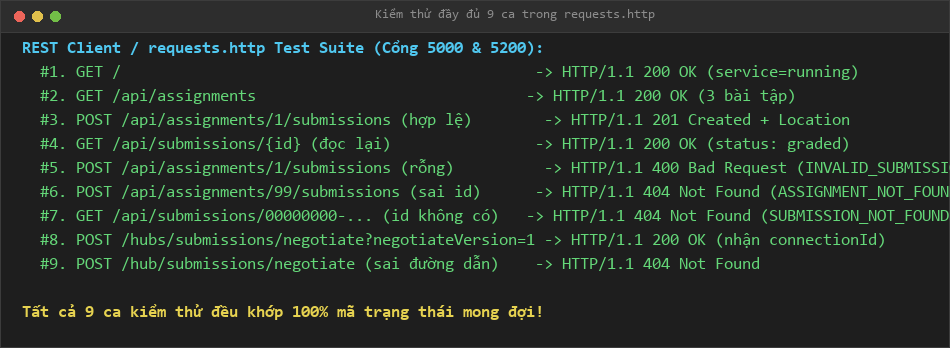 Kiểm thử đầy đủ 9 ca trong requests.http
REST Client / requests.http Test Suite (Cổng 5000 & 5200):
#1. GET / -> HTTP/1.1 200 OK (service=running)
#2. GET /api/assignments -> HTTP/1.1 200 OK (3 bài tập)
#3. POST /api/assignments/1/submissions (hợp lệ) -> HTTP/1.1 201 Created + Location
#4. GET /api/submissions/{id} (đọc lại) -> HTTP/1.1 200 OK (status: graded)
#5. POST /api/assignments/1/submissions (rỗng) -> HTTP/1.1 400 Bad Request (INVALID_SUBMISSI
#6. POST /api/assignments/99/submissions (sai id) -> HTTP/1.1 404 Not Found (ASSIGNMENT_NOT_FOUN
#7. GET /api/submissions/00000000-... (id không có) -> HTTP/1.1 404 Not Found (SUBMISSION_NOT_FOUND
#8. POST /hubs/submissions/negotiate?negotiateVersion=1 -> HTTP/1.1 200 OK (nhận connectionId)
#9. POST /hub/submissions/negotiate (sai đường dẫn) -> HTTP/1.1 404 Not Found
Tất cả 9 ca kiểm thử đều khớp 100% mã trạng thái mong đợi!